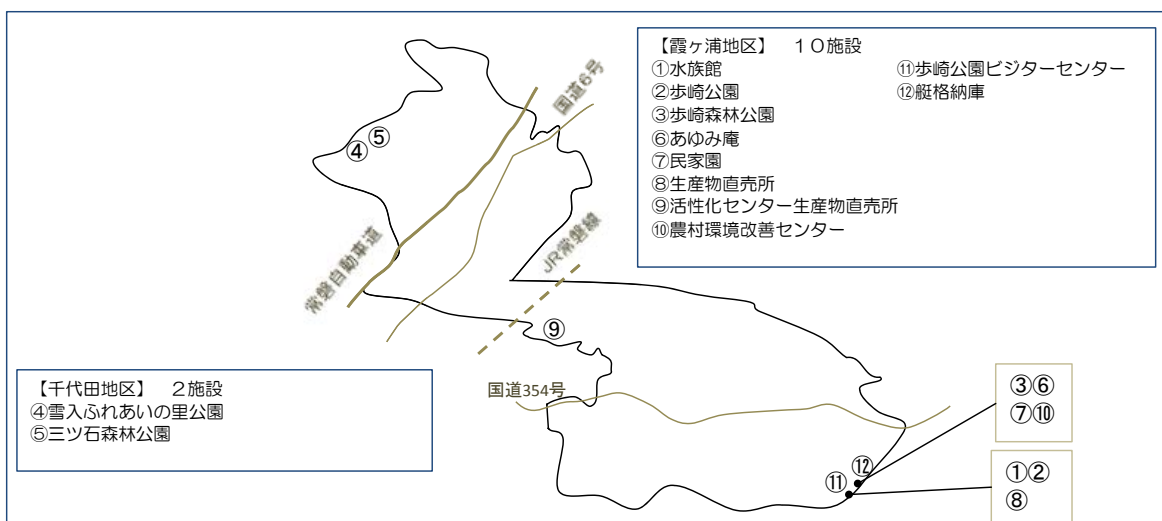 【霞ヶ浦地区】 １０施設
①水族館
②歩崎公園
③歩崎森林公園
⑥あゆみ庵
⑦民家園
⑧生産物直売所
⑨活性化センター生産物直売所
⑩農村環境改善センター
⑪歩崎公園ビジターセンター
⑫艇格納庫
国道6号
④⑤
常磐自動車道
JR常磐線
⑨
【千代田地区】 ２施設
④雪入ふれあいの里公園
⑤三ツ石森林公園
国道354号
③⑥
⑦⑩
⑫
⑪
①②
⑧